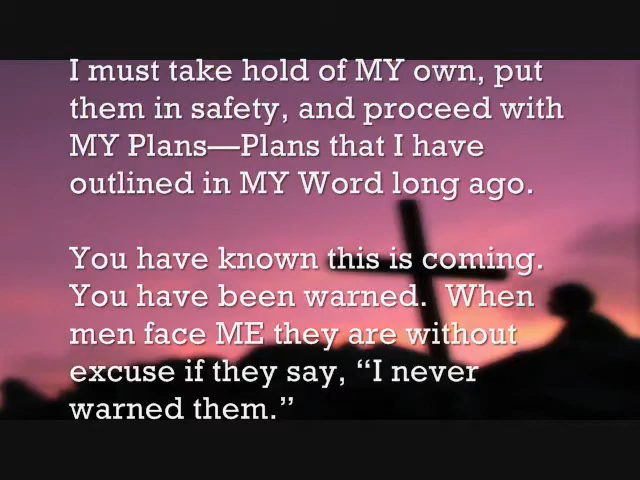 I must take hold of MY own, put
them in safety, and proceed with
MY Plans—Plans that I have
outlined in MY Word long ago.
You have known this is coming.
You have been warned.  When
men face ME they are without
excuse if they say, “I never
warned them.”